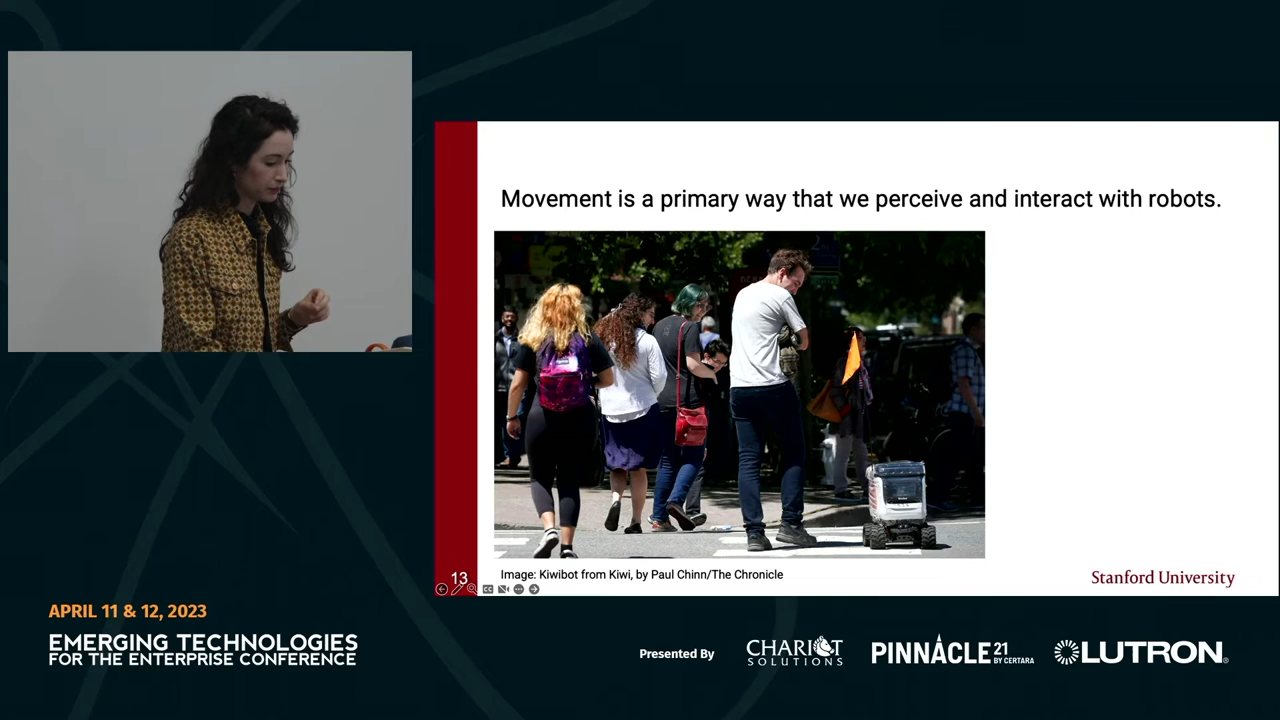 Movement is a primary way that we perceive and interact with robots.
13
Image: Kiwibot from Kiwi, by Paul Chinn/The Chronicle
Stanford University
APRIL 11 & 12, 2023
EMERGING TECHNOLOGIES
FOR THE ENTERPRISE CONFERENCE
Presented By
CHARIOT
SOLUTIONS
PINNACLE 21
BY CERTARA
LUTRON®